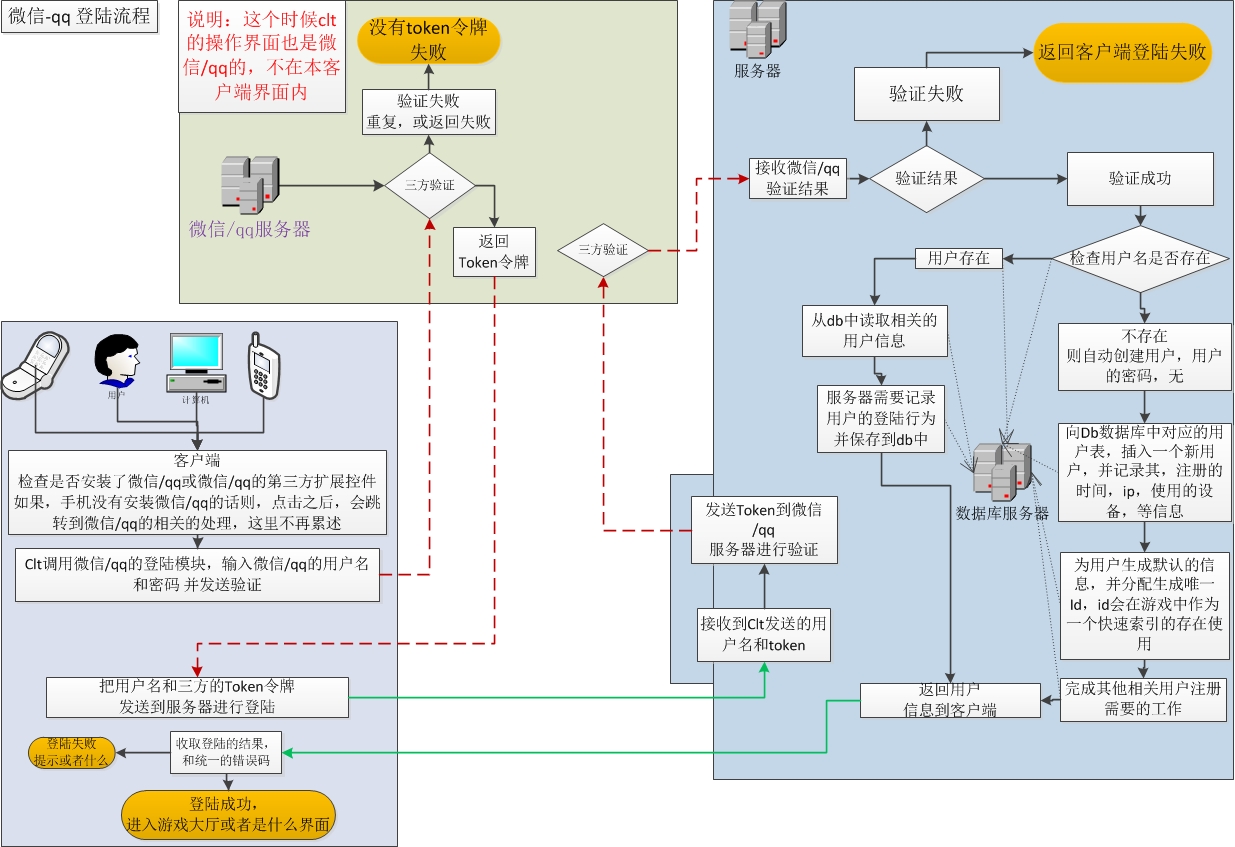 微信-qq 登陆流程
说明：这个时候clt
的操作界面也是微
信/qq的，不在本客
户端界面内
没有token令牌
失败
验证失败
重复，或返回失败
三方验证
微信/qq服务器
返回
Token令牌
三方验证
服务器
返回客户端登陆失败
验证失败
接收微信/qq
验证结果
验证结果
验证成功
检查用户名是否存在
用户存在
从db中读取相关的
用户信息
服务器需要记录
用户的登陆行为
并保存到db中
不存在
则自动创建用户，用户
的密码，无
向Db数据库中对应的用
户表，插入一个新用
户，并记录其，注册的
时间，ip，使用的设
备，等信息
数据库服务器
为用户生成默认的信
息，并分配生成唯一
Id，id会在游戏中作为
一个快速索引的存在使
用
完成其他相关用户注册
需要的工作
返回用户
信息到客户端
发送Token到微信
/qq
服务器进行验证
接收到Clt发送的用
户名和token
用户
计算机
客户端
检查是否安装了微信/qq或微信/qq的第三方扩展控件
如果，手机没有安装微信/qq的话则，点击之后，会跳
转到微信/qq的相关的处理，这里不再累述
Clt调用微信/qq的登陆模块，输入微信/qq的用户名
和密码 并发送验证
把用户名和三方的Token令牌
发送到服务器进行登陆
收取登陆的结果，
和统一的错误码
登陆失败
提示或者什么
登陆成功，
进入游戏大厅或者是什么界面